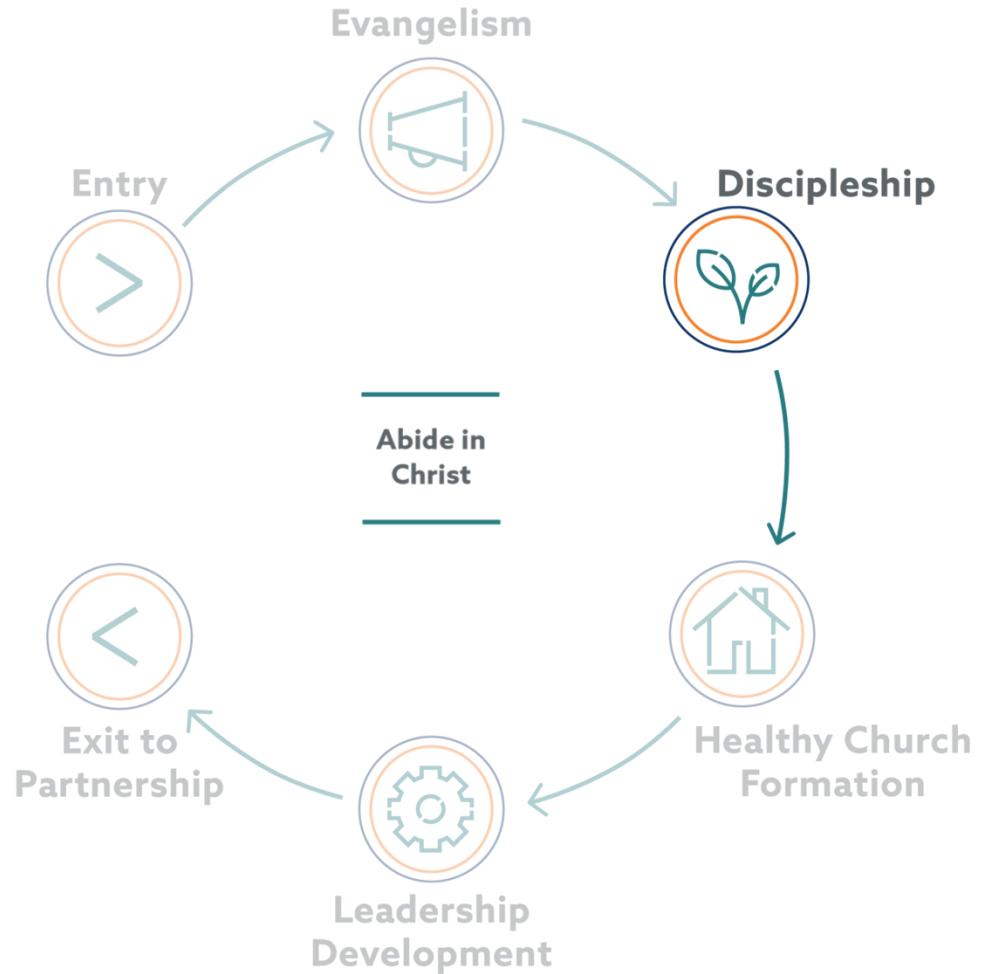 Evangelism
Entry
Discipleship
Abide in
Christ
Exit to
Partnership
Healthy Church
Formation
Leadership
Development